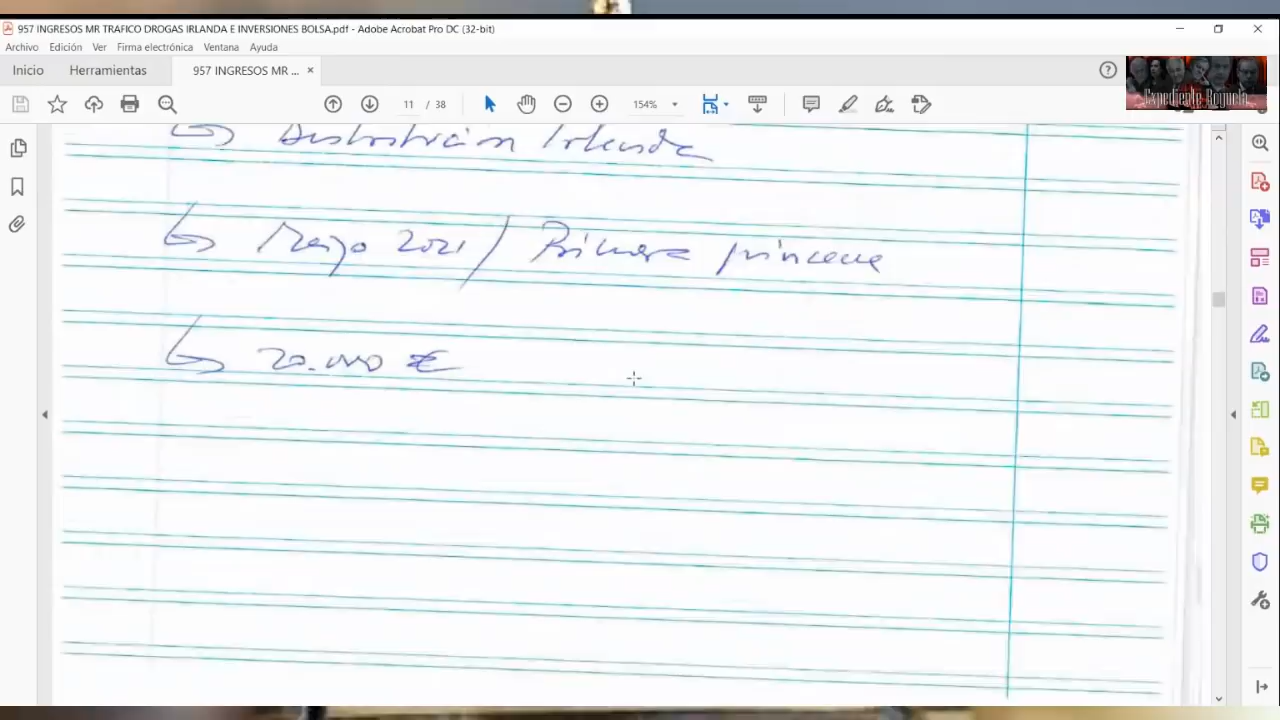 957 INGRESOS MR TRAFICO DROGAS IRLANDA E INVERSIONES BOLSA.pdf - Adobe Acrobat Pro DC (32-bit)
Archivo Edición Ver Firma electrónica Ventana Ayuda
Inicio Herramientas 957 INGRESOS MR ... ×
Expediente Royuela
11 / 38 154%
Irlanda
Mayo 2021 / Primera quincena
20.000 €